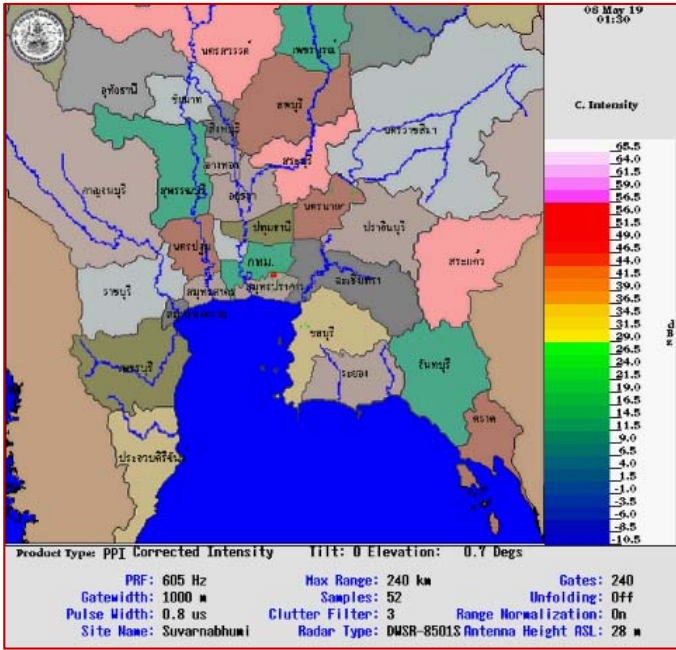 08 May 19
01:30
C. Intensity
65.5
64.0
61.5
59.0
56.5
56.0
51.5
49.0
46.5
44.0
41.5
39.0
36.5
34.0
31.5
29.0
26.5
24.0
21.5
19.0
16.5
14.0
11.5
9.0
6.5
4.0
1.5
-1.0
-3.5
-6.0
-8.5
-10.5
นครสวรรค์
เพชรบูรณ์
อุทัยธานี
ชัยนาท
ลพบุรี
นครราชสีมา
สิงห์บุรี
อ่างทอง
สระบุรี
กาญจนบุรี
สุพรรณบุรี
อยุธยา
นครนายก
ปราจีนบุรี
ปทุมธานี
นครปฐม
กทม.
สระแก้ว
ราชบุรี
สมุทรสาคร
สมุทรปราการ
ฉะเชิงเทรา
ชลบุรี
เพชรบุรี
ระยอง
จันทบุรี
ตราด
ประจวบคีรีขันธ์
Product Type: PPI Corrected Intensity Tilt: 0 Elevation: 0.7 Degs
PRF: 605 Hz Max Range: 240 km Gates: 240
Gatewidth: 1000 m Samples: 52 Unfolding: Off
Pulse Width: 0.8 us Clutter Filter: 3 Range Normalization: On
Site Name: Suvarnabhumi Radar Type: DWSR-8501S Antenna Height ASL: 28 m